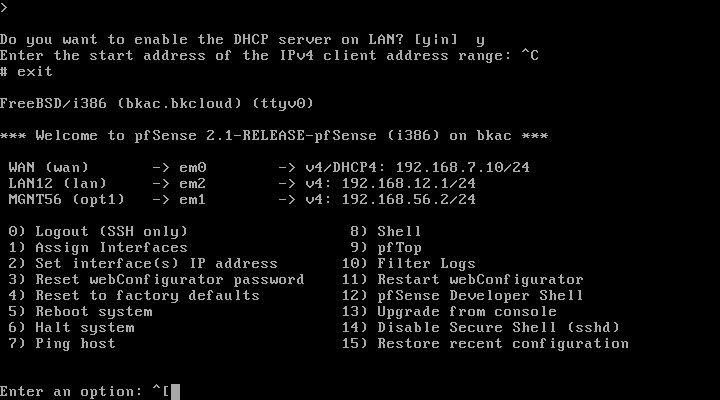 >
Do you want to enable the DHCP server on LAN? [y|n]  y
Enter the start address of the IPv4 client address range: ^C
# exit
FreeBSD/i386 (bkac.bkcloud) (ttyv0)
*** Welcome to pfSense 2.1-RELEASE-pfSense (i386) on bkac ***
WAN (wan)       -> em0        -> v4/DHCP4: 192.168.7.10/24
LAN12 (lan)     -> em2        -> v4: 192.168.12.1/24
MGNT56 (opt1)   -> em1        -> v4: 192.168.56.2/24
0) Logout (SSH only)                  8) Shell
1) Assign Interfaces                  9) pfTop
2) Set interface(s) IP address       10) Filter Logs
3) Reset webConfigurator password    11) Restart webConfigurator
4) Reset to factory defaults         12) pfSense Developer Shell
5) Reboot system                     13) Upgrade from console
6) Halt system                       14) Disable Secure Shell (sshd)
7) Ping host                         15) Restore recent configuration
Enter an option: ^[